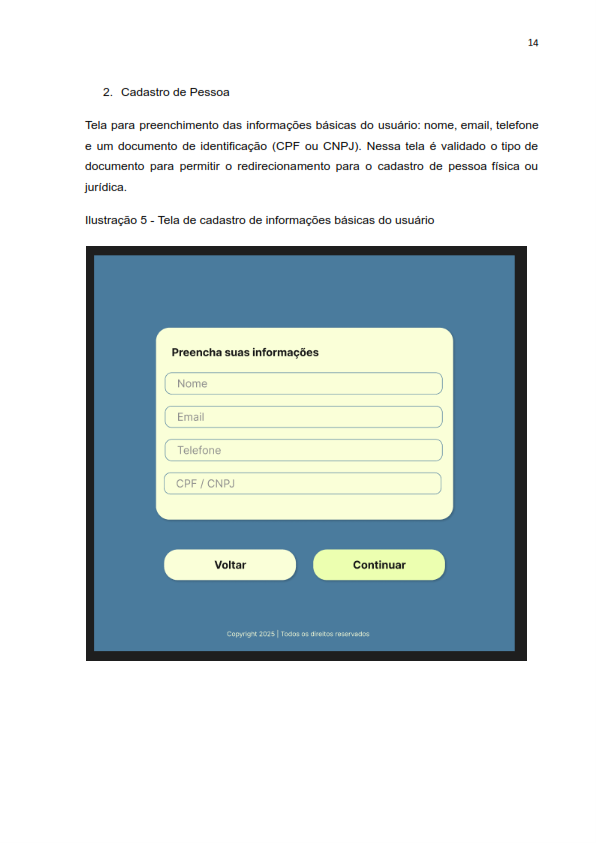 14
2. Cadastro de Pessoa
Tela para preenchimento das informações básicas do usuário: nome, email, telefone
e um documento de identificação (CPF ou CNPJ). Nessa tela é validado o tipo de
documento para permitir o redirecionamento para o cadastro de pessoa física ou
jurídica.
Ilustração 5 - Tela de cadastro de informações básicas do usuário
Preencha suas informações
Nome
Email
Telefone
CPF / CNPJ
Voltar
Continuar
Copyright 2025 | Todos os direitos reservados